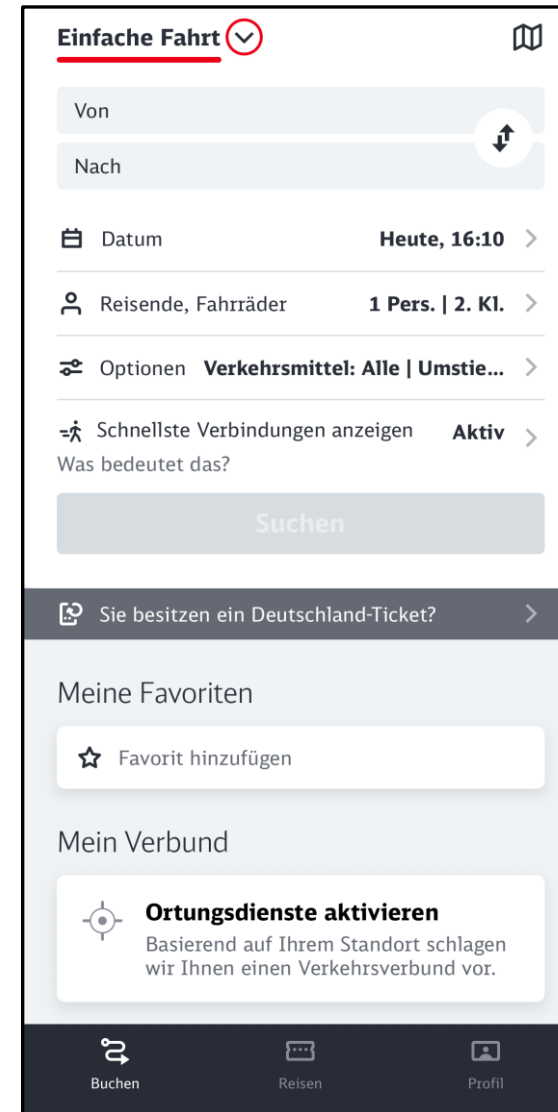 Einfache Fahrt
Von
Nach
Datum Heute, 16:10
Reisende, Fahrräder 1 Pers. | 2. Kl.
Optionen Verkehrsmittel: Alle | Umstie...
Schnellste Verbindungen anzeigen Aktiv
Was bedeutet das?
Suchen
Sie besitzen ein Deutschland-Ticket?
Meine Favoriten
Favorit hinzufügen
Mein Verbund
Ortungsdienste aktivieren
Basierend auf Ihrem Standort schlagen
wir Ihnen einen Verkehrsverbund vor.
Buchen Reisen Profil